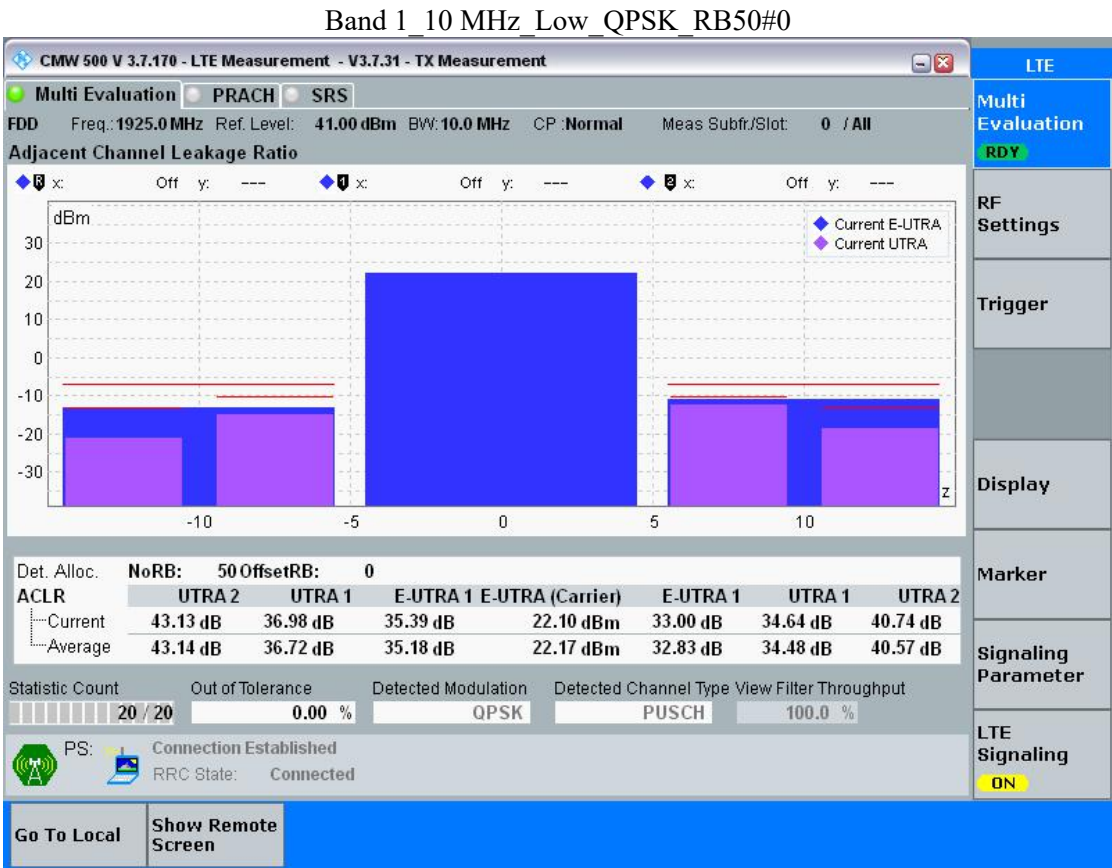 Band 1_10 MHz_Low_QPSK_RB50#0
CMW 500 V 3.7.170 - LTE Measurement - V3.7.31 - TX Measurement
LTE
Multi Evaluation PRACH SRS
Multi Evaluation RDY
FDD Freq.: 1925.0 MHz Ref. Level: 41.00 dBm BW: 10.0 MHz CP : Normal Meas Subfr./Slot: 0 / All
Adjacent Channel Leakage Ratio
R x: Off y: --- 1 x: Off y: --- 2 x: Off y: ---
dBm
Current E-UTRA
Current UTRA
30
20
10
0
-10
-20
-30
z
-10 -5 0 5 10
RF Settings
Trigger
Display
Marker
Signaling Parameter
LTE Signaling ON
Det. Alloc. NoRB: 50 OffsetRB: 0
ACLR UTRA 2 UTRA 1 E-UTRA 1 E-UTRA (Carrier) E-UTRA 1 UTRA 1 UTRA 2
Current 43.13 dB 36.98 dB 35.39 dB 22.10 dBm 33.00 dB 34.64 dB 40.74 dB
Average 43.14 dB 36.72 dB 35.18 dB 22.17 dBm 32.83 dB 34.48 dB 40.57 dB
Statistic Count Out of Tolerance Detected Modulation Detected Channel Type View Filter Throughput
20 / 20 0.00 % QPSK PUSCH 100.0 %
PS: Connection Established
RRC State: Connected
Go To Local
Show Remote Screen